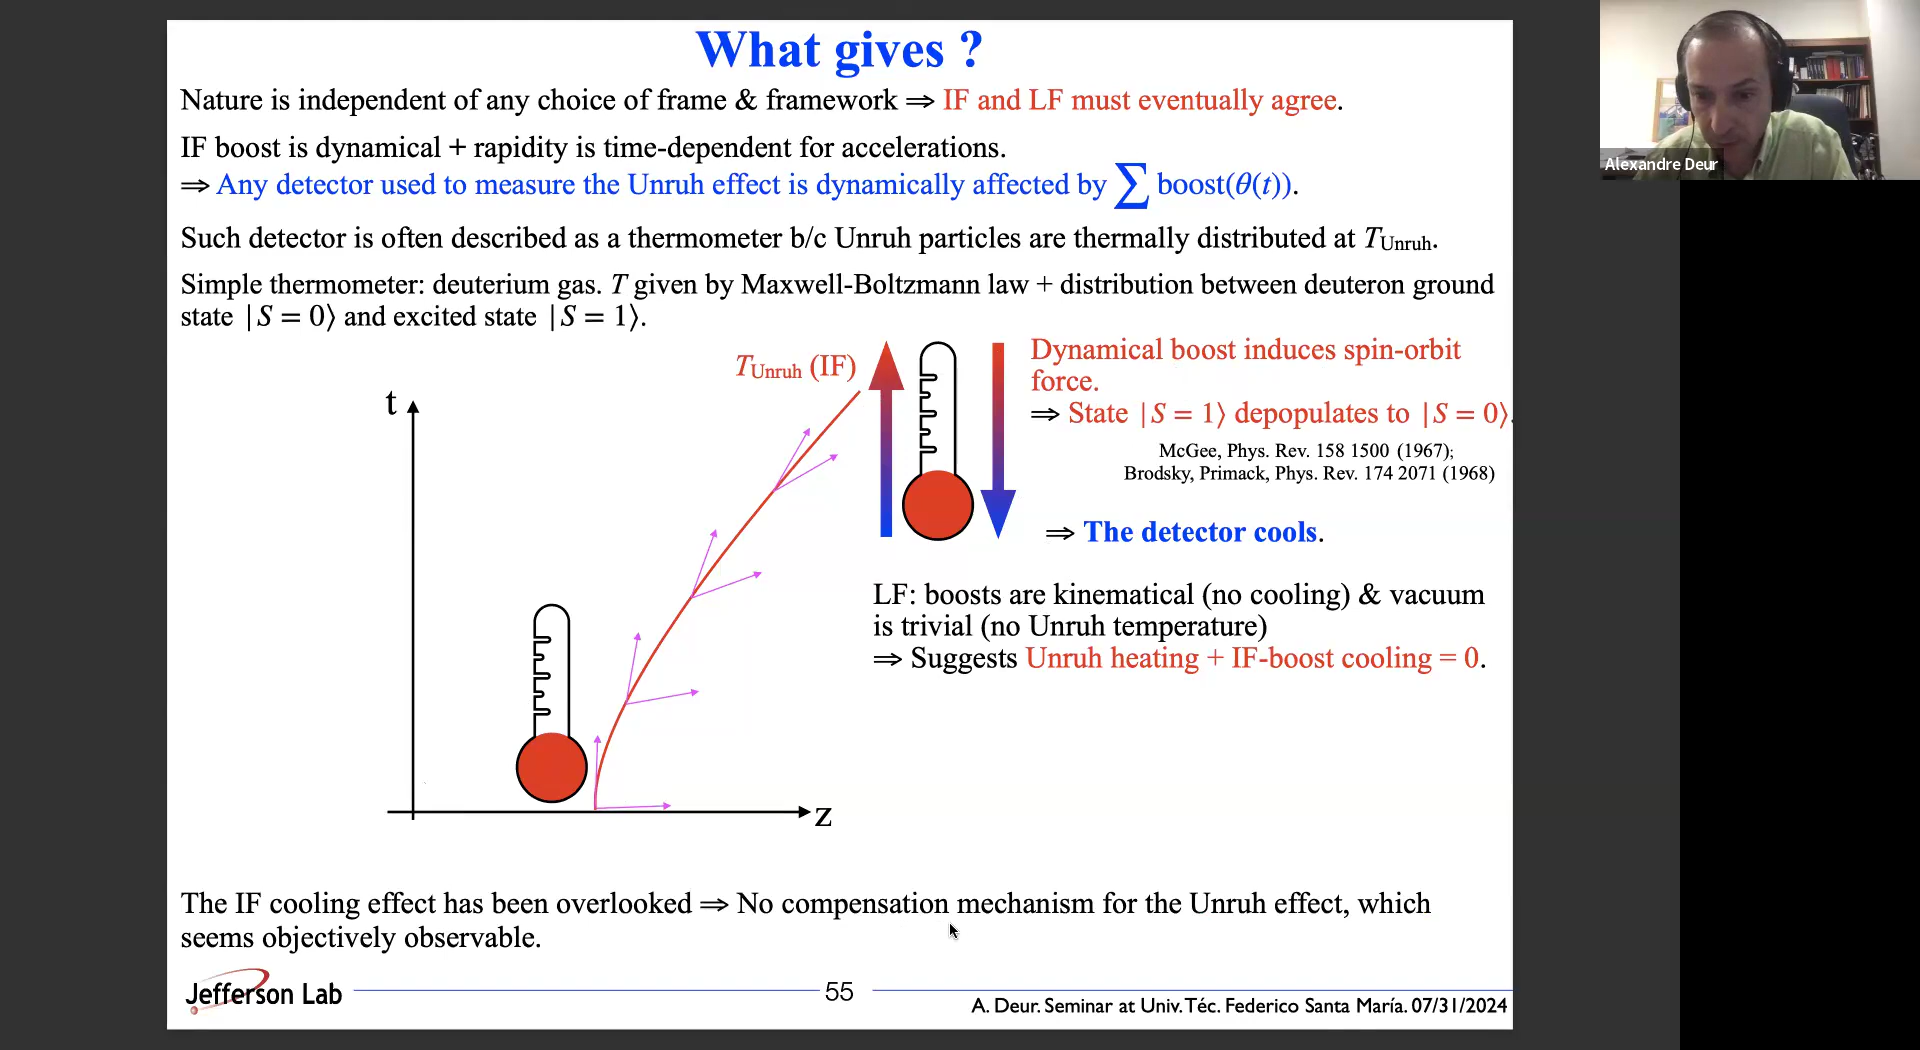 What gives ?
Nature is independent of any choice of frame & framework ⇒ IF and LF must eventually agree.
IF boost is dynamical + rapidity is time-dependent for accelerations.
⇒ Any detector used to measure the Unruh effect is dynamically affected by ∑ boost(θ(t)).
Such detector is often described as a thermometer b/c Unruh particles are thermally distributed at T_Unruh.
Simple thermometer: deuterium gas. T given by Maxwell-Boltzmann law + distribution between deuteron ground
state |S = 0⟩ and excited state |S = 1⟩.
T_Unruh (IF)
t
z
Dynamical boost induces spin-orbit
force.
⇒ State |S = 1⟩ depopulates to |S = 0⟩.
McGee, Phys. Rev. 158 1500 (1967);
Brodsky, Primack, Phys. Rev. 174 2071 (1968)
⇒ The detector cools.
LF: boosts are kinematical (no cooling) & vacuum
is trivial (no Unruh temperature)
⇒ Suggests Unruh heating + IF-boost cooling = 0.
The IF cooling effect has been overlooked ⇒ No compensation mechanism for the Unruh effect, which
seems objectively observable.
Jefferson Lab
55
A. Deur. Seminar at Univ. Téc. Federico Santa María. 07/31/2024
Alexandre Deur